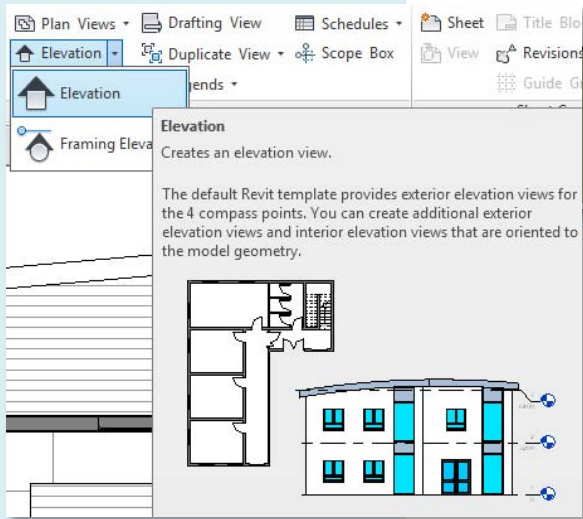 Plan Views Drafting View Schedules Sheet Title Blo
Elevation Duplicate View Scope Box View Revisions
Elevation gends Guide G
Framing Eleva
Elevation
Creates an elevation view.
The default Revit template provides exterior elevation views for
the 4 compass points. You can create additional exterior
elevation views and interior elevation views that are oriented to
the model geometry.